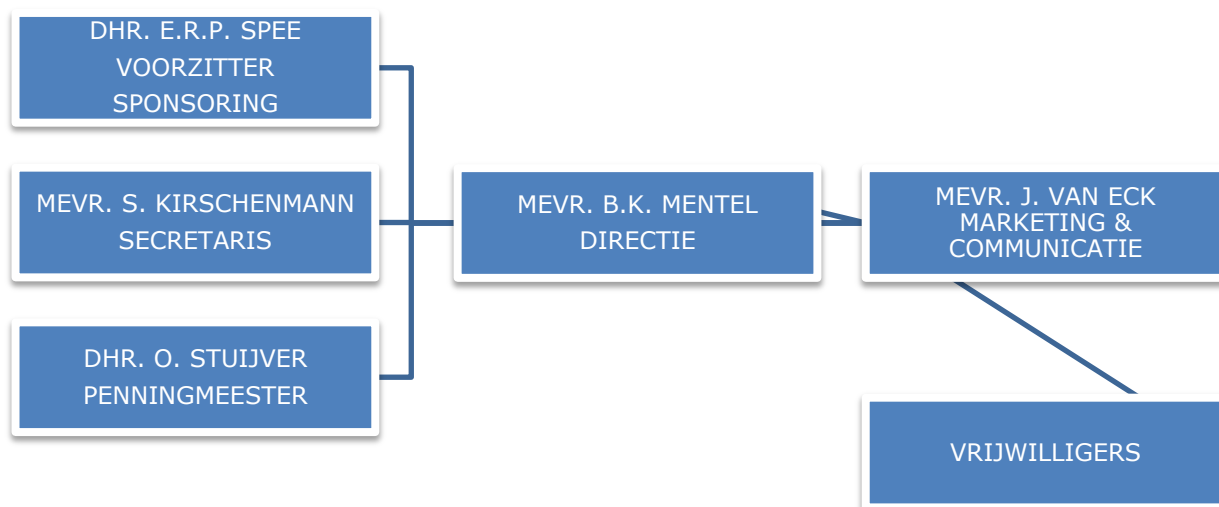 DHR. E.R.P. SPEE
VOORZITTER
SPONSORING
MEVR. S. KIRSCHENMANN
SECRETARIS
DHR. O. STUIJVER
PENNINGMEESTER
MEVR. B.K. MENTEL
DIRECTIE
MEVR. J. VAN ECK
MARKETING &
COMMUNICATIE
VRIJWILLIGERS